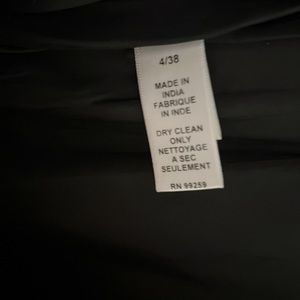 4/38
MADE IN
INDIA
FABRIQUE
IN INDE
DRY CLEAN
ONLY
NETTOYAGE
A SEC
SEULEMENT
RN 99259